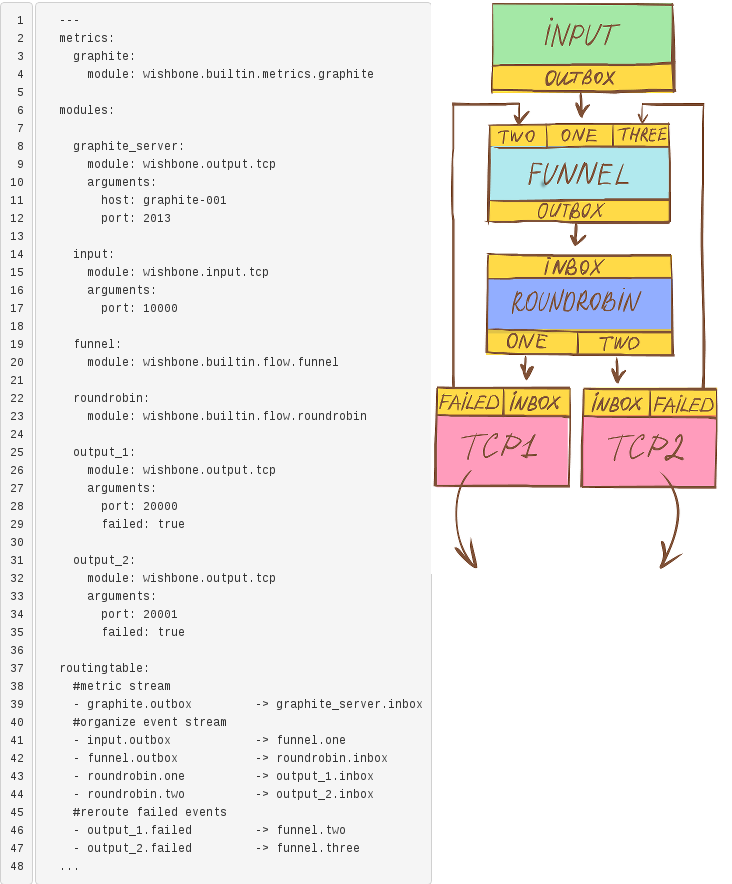 1 ---
2 metrics:
3 graphite:
4 module: wishbone.builtin.metrics.graphite
5
6 modules:
7
8 graphite_server:
9 module: wishbone.output.tcp
10 arguments:
11 host: graphite-001
12 port: 2013
13
14 input:
15 module: wishbone.input.tcp
16 arguments:
17 port: 10000
18
19 funnel:
20 module: wishbone.builtin.flow.funnel
21
22 roundrobin:
23 module: wishbone.builtin.flow.roundrobin
24
25 output_1:
26 module: wishbone.output.tcp
27 arguments:
28 port: 20000
29 failed: true
30
31 output_2:
32 module: wishbone.output.tcp
33 arguments:
34 port: 20001
35 failed: true
36
37 routingtable:
38 #metric stream
39 - graphite.outbox -> graphite_server.inbox
40 #organize event stream
41 - input.outbox -> funnel.one
42 - funnel.outbox -> roundrobin.inbox
43 - roundrobin.one -> output_1.inbox
44 - roundrobin.two -> output_2.inbox
45 #reroute failed events
46 - output_1.failed -> funnel.two
47 - output_2.failed -> funnel.three
48 ...
INPUT
OUTBOX
TWO ONE THREE
FUNNEL
OUTBOX
INBOX
ROUNDROBIN
ONE TWO
FAILED INBOX INBOX FAILED
TCP1 TCP2